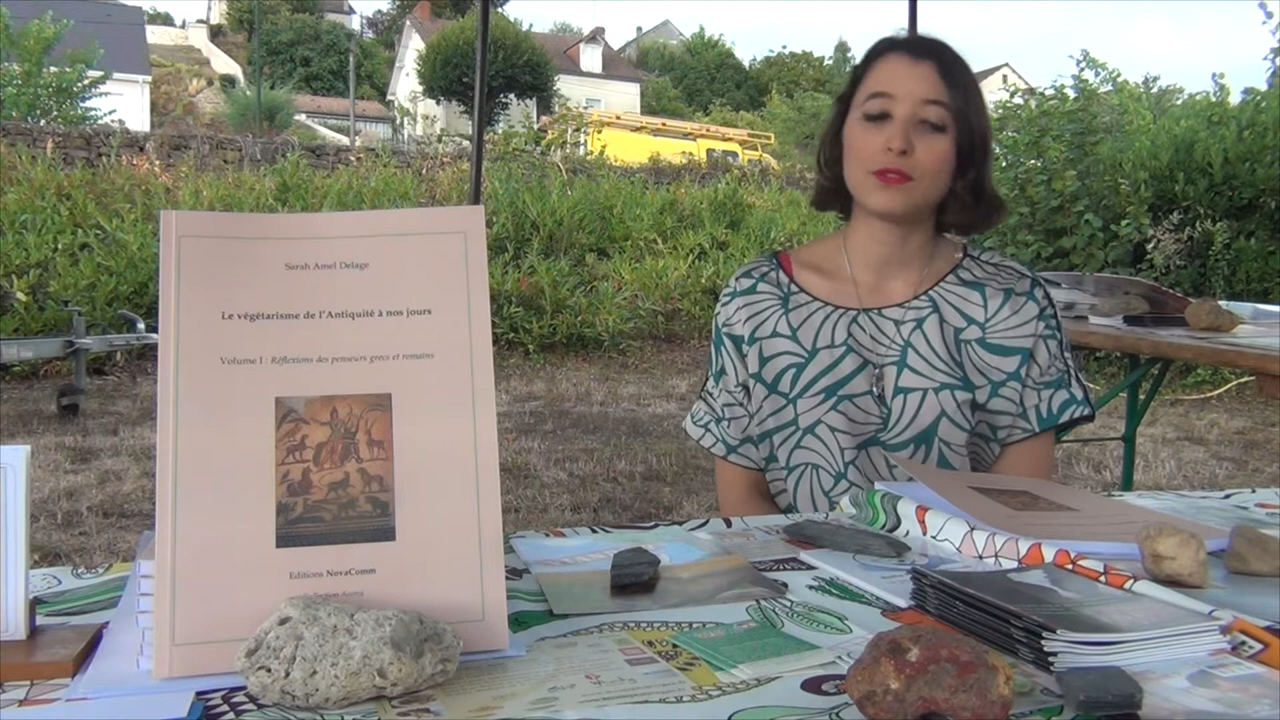 Sarah Amel Delage
Le végétarisme de l'Antiquité à nos jours
Volume I : Réflexions des penseurs grecs et romains
Editions NovaComm